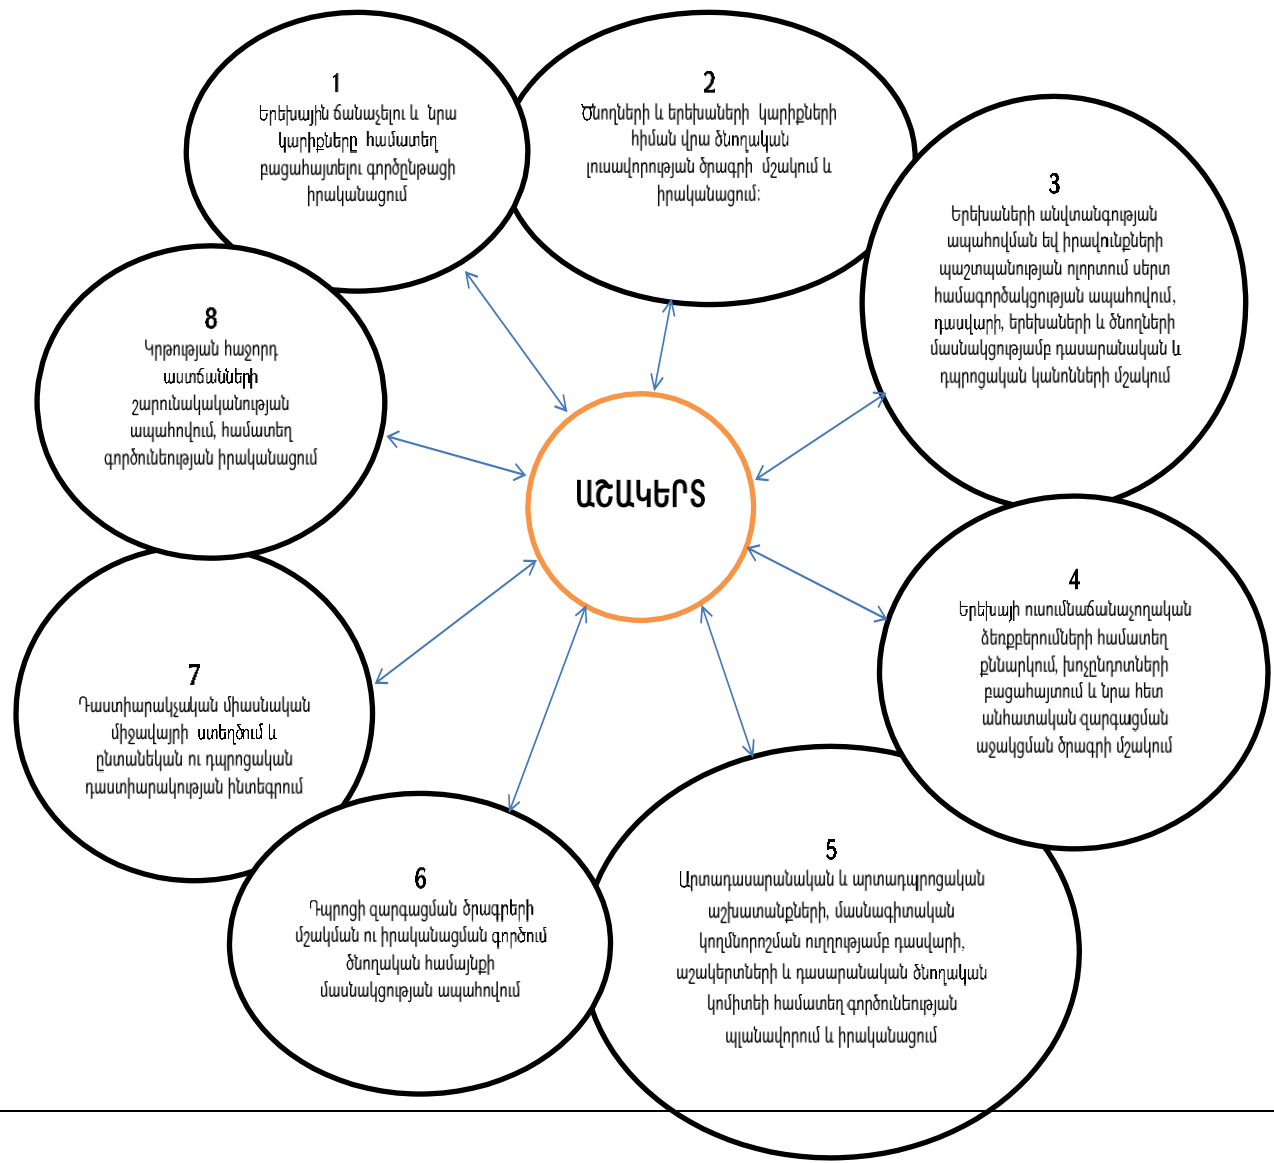 1
Երեխային ճանաչելու և նրա
կարիքները համատեղ
բացահայտելու գործընթացի
իրականացում
2
Ծնողների և երեխաների կարիքների
հիման վրա ծնողական
լուսավորության ծրագրի մշակում և
իրականացում:
3
Երեխաների անվտանգության
ապահովման եվ իրավունքների
պաշտպանության ոլորտում սերտ
համագործակցության ապահովում,
դասվարի, երեխաների և ծնողների
մասնակցությամբ դասարանական և
դպրոցական կանոնների մշակում
4
Երեխայի ուսումնաճանաչողական
ձեռքբերումների համատեղ
քննարկում, խոչընդոտների
բացահայտում և նրա հետ
անհատական զարգացման
աջակցման ծրագրի մշակում
5
Արտադասարանական և արտադպրոցական
աշխատանքների, մասնագիտական
կողմնորոշման ուղղությամբ դասվարի,
աշակերտների և դասարանական ծնողական
կոմիտեի համատեղ գործունեության
պլանավորում և իրականացում
6
Դպրոցի զարգացման ծրագրերի
մշակման ու իրականացման գործում
ծնողական համայնքի
մասնակցության ապահովում
7
Դաստիարակչական միասնական
միջավայրի ստեղծում և
ընտանեկան ու դպրոցական
դաստիարակության ինտեգրում
8
Կրթության հաջորդ
աստճանների
շարունակականության
ապահովում, համատեղ
գործունեության իրականացում
ԱՇԱԿԵՐՏ